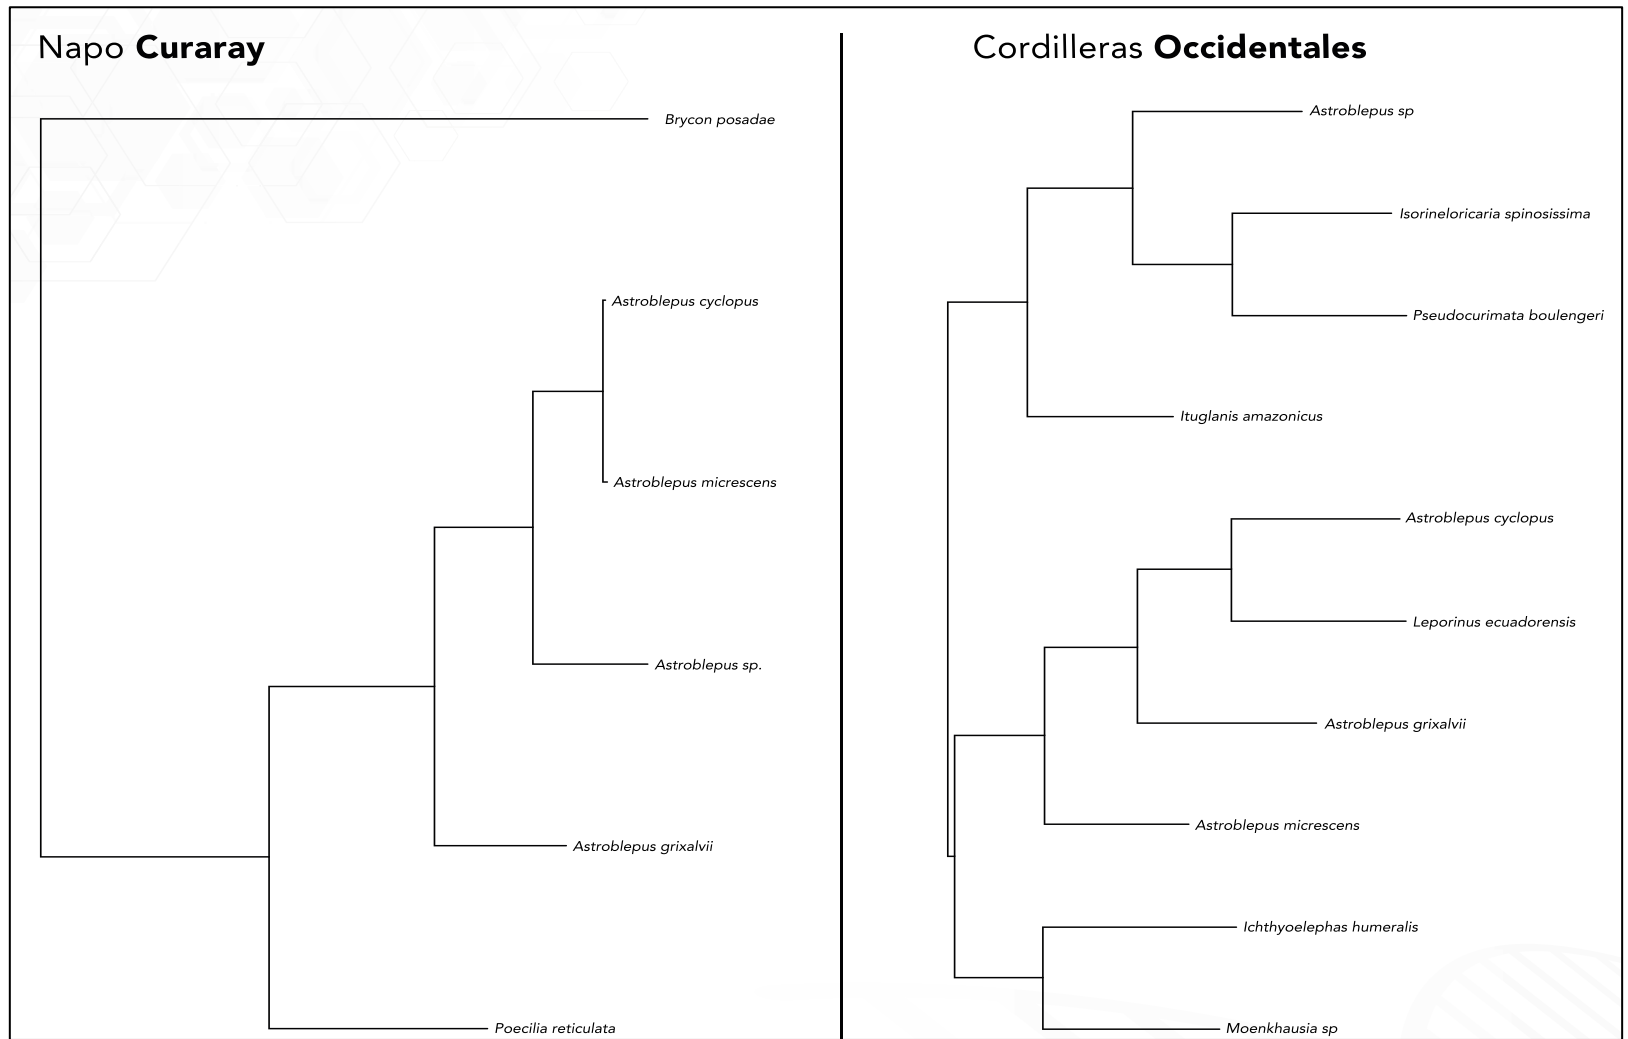 Napo Curaray
Brycon posadae
Astroblepus cyclopus
Astroblepus micrescens
Astroblepus sp.
Astroblepus grixalvii
Poecilia reticulata
Cordilleras Occidentales
Astroblepus sp
Isorineloricaria spinosissima
Pseudocurimata boulengeri
Ituglanis amazonicus
Astroblepus cyclopus
Leporinus ecuadorensis
Astroblepus grixalvii
Astroblepus micrescens
Ichthyoelephas humeralis
Moenkhausia sp